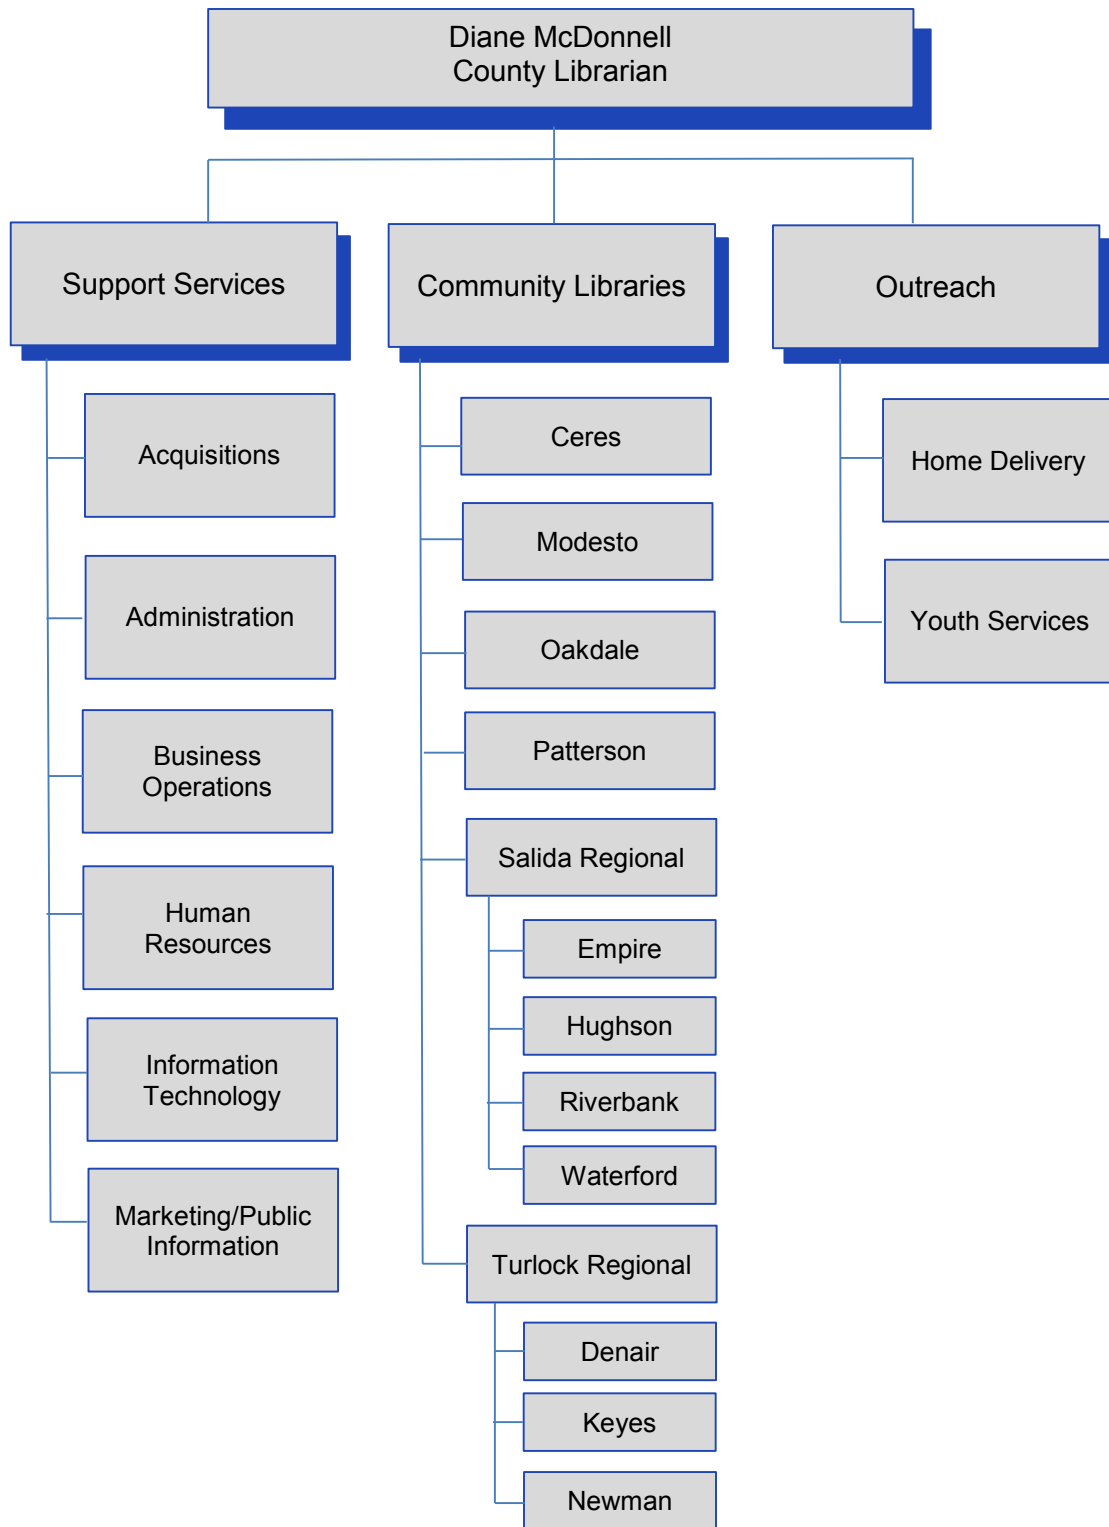 Diane McDonnell
County Librarian
Support Services
Community Libraries
Outreach
Acquisitions
Administration
Business
Operations
Human
Resources
Information
Technology
Marketing/Public
Information
Ceres
Modesto
Oakdale
Patterson
Salida Regional
Empire
Hughson
Riverbank
Waterford
Turlock Regional
Denair
Keyes
Newman
Home Delivery
Youth Services